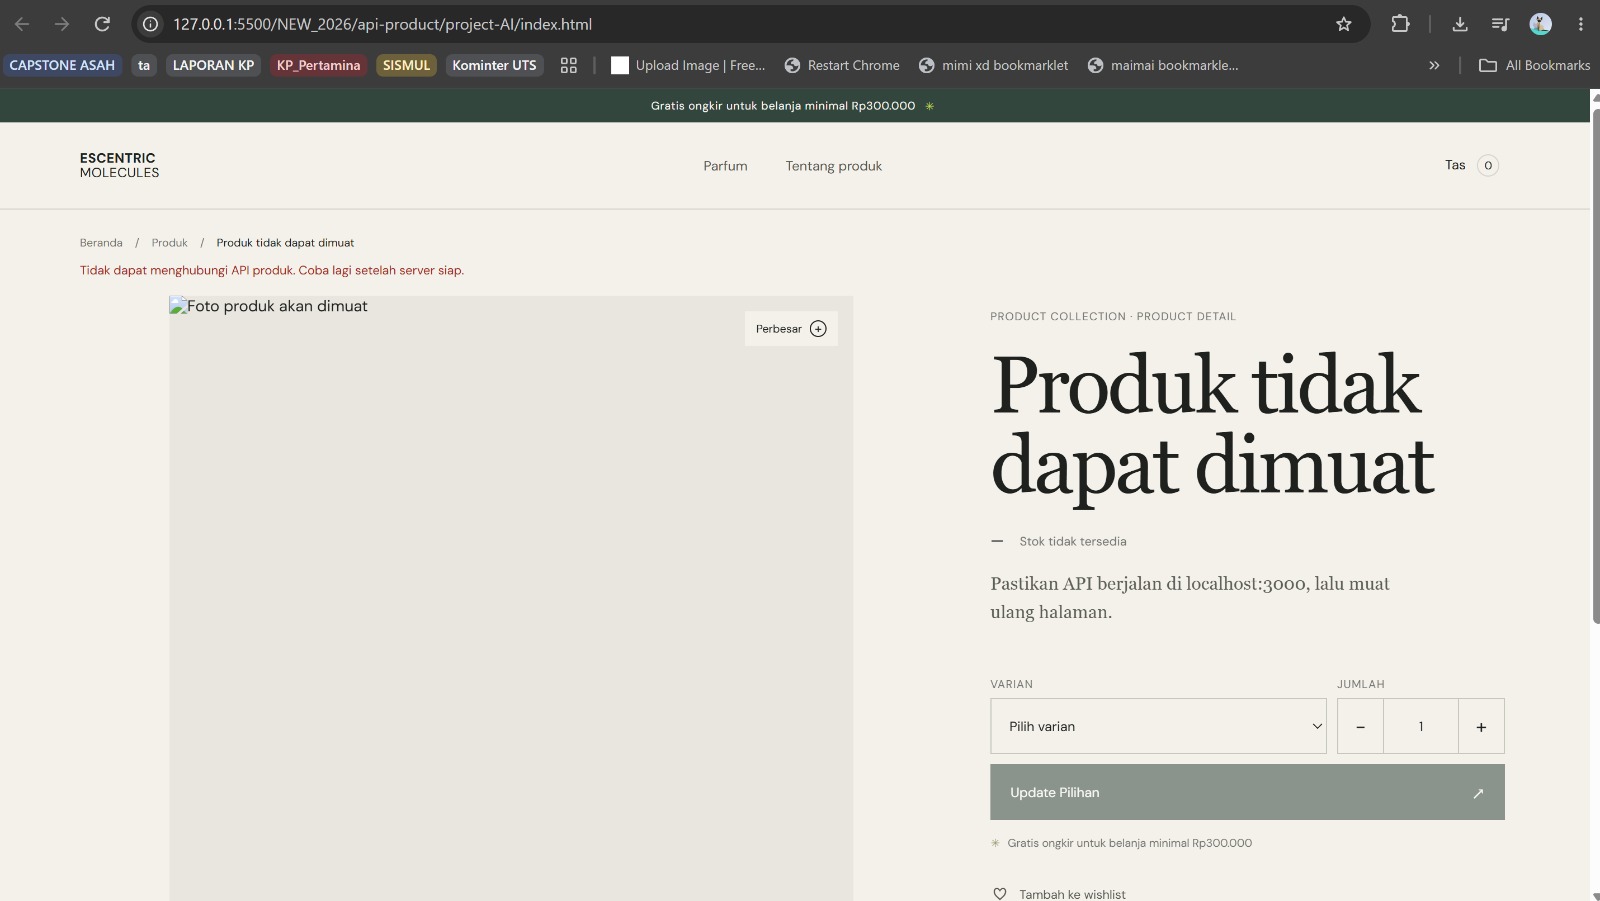 127.0.0.1:5500/NEW_2026/api-product/project-AI/index.html
CAPSTONE ASAH ta LAPORAN KP KP_Pertamina SISMUL Kominter UTS Upload Image | Free... Restart Chrome mimi xd bookmarklet maimai bookmarkle... » All Bookmarks
Gratis ongkir untuk belanja minimal Rp300.000 ✳
ESCENTRIC
MOLECULES
Parfum Tentang produk
Tas 0
Beranda / Produk / Produk tidak dapat dimuat
Tidak dapat menghubungi API produk. Coba lagi setelah server siap.
Foto produk akan dimuat
Perbesar +
PRODUCT COLLECTION · PRODUCT DETAIL
Produk tidak
dapat dimuat
— Stok tidak tersedia
Pastikan API berjalan di localhost:3000, lalu muat
ulang halaman.
VARIAN JUMLAH
Pilih varian − 1 +
Update Pilihan ↗
✳ Gratis ongkir untuk belanja minimal Rp300.000
♡ Tambah ke wishlist